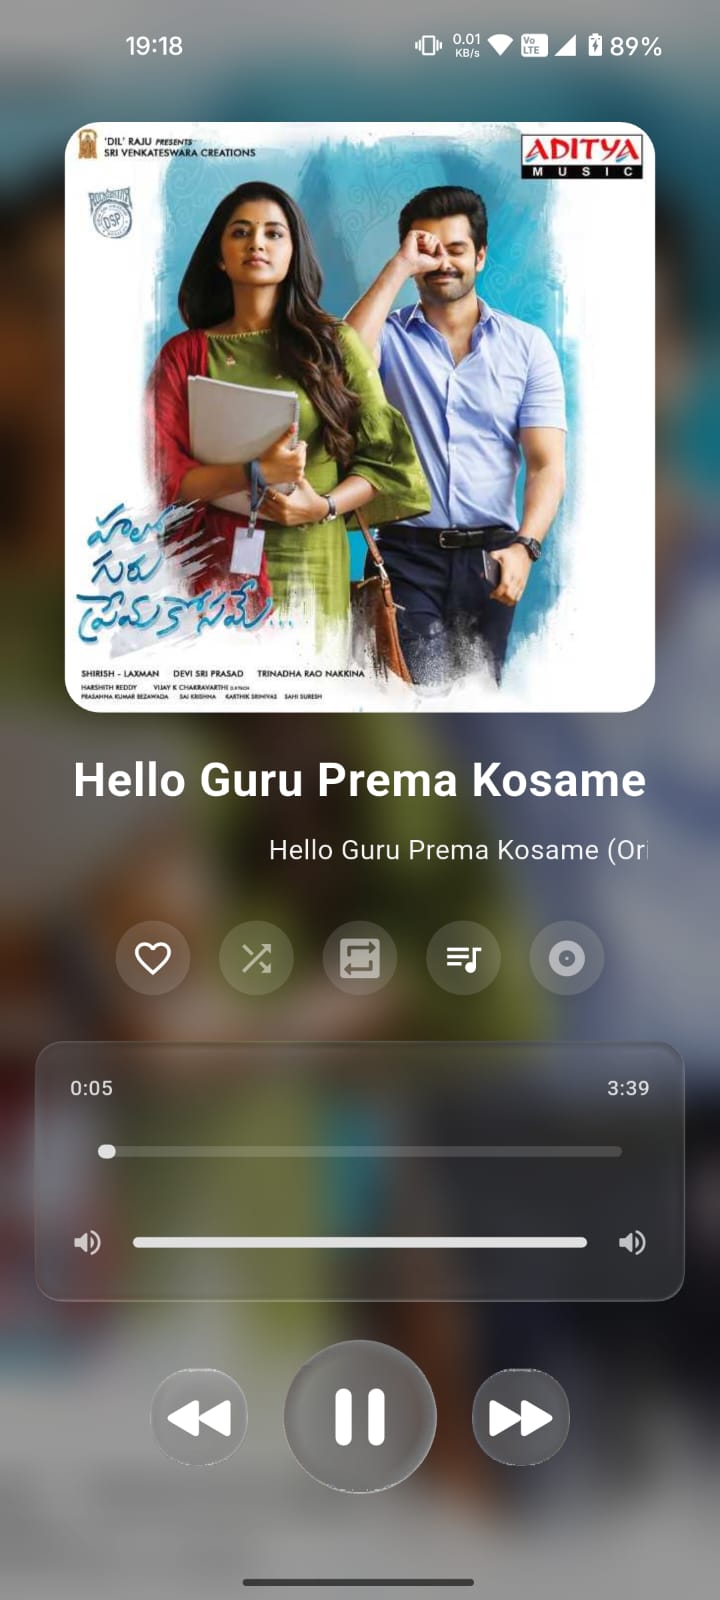 19:18
0.01
KB/s
Vo
LTE
89%
'DIL' RAJU PRESENTS
SRI VENKATESWARA CREATIONS
ADITYA
MUSIC
ROCKSTAR
DSP
హలో
గురు
ప్రేమకోసమే...
SHIRISH - LAXMAN DEVI SRI PRASAD TRINADHA RAO NAKKINA
HARSHITH REDDY VIJAY K CHAKRAVARTHI D.F.TECH
PRASANNA KUMAR BEZAWADA SAI KRISHNA KARTHIK SRINIVAS SAHI SURESH
Hello Guru Prema Kosame
Hello Guru Prema Kosame (Ori
0:05
3:39